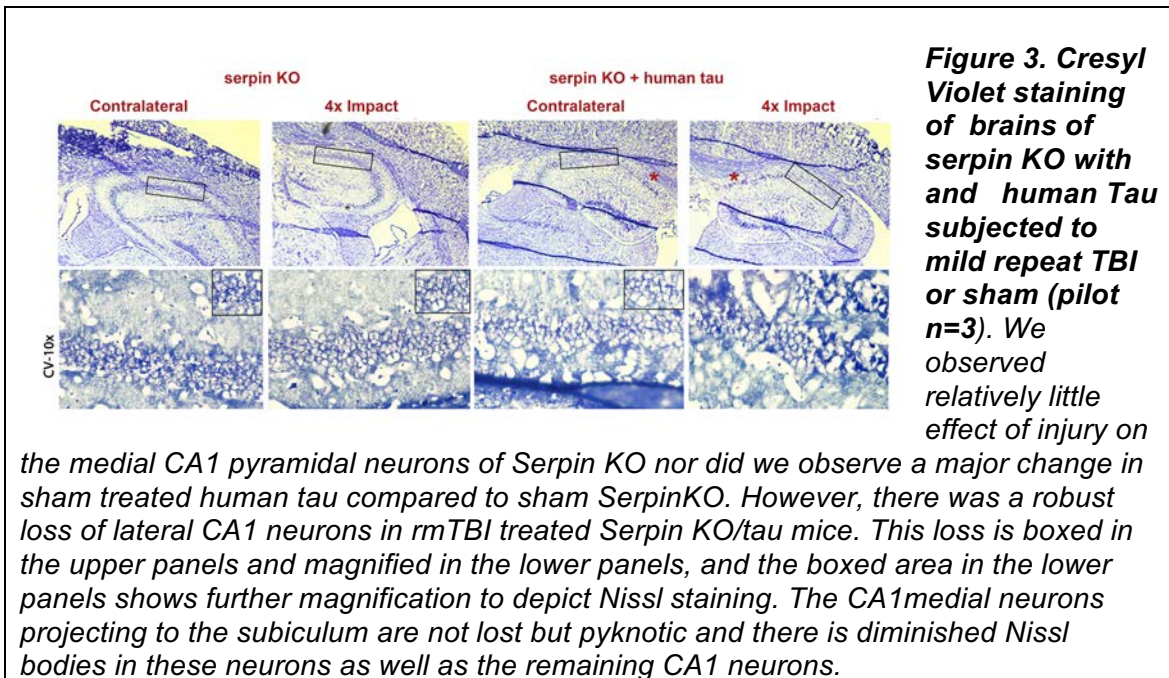 serpin KO
serpin KO + human tau
Contralateral
4x Impact
Contralateral
4x Impact
*
*
CV-10x
Figure 3. Cresyl
Violet staining
of brains of
serpin KO with
and human Tau
subjected to
mild repeat TBI
or sham (pilot
n=3). We
observed
relatively little
effect of injury on
the medial CA1 pyramidal neurons of Serpin KO nor did we observe a major change in
sham treated human tau compared to sham SerpinKO. However, there was a robust
loss of lateral CA1 neurons in rmTBI treated Serpin KO/tau mice. This loss is boxed in
the upper panels and magnified in the lower panels, and the boxed area in the lower
panels shows further magnification to depict Nissl staining. The CA1medial neurons
projecting to the subiculum are not lost but pyknotic and there is diminished Nissl
bodies in these neurons as well as the remaining CA1 neurons.